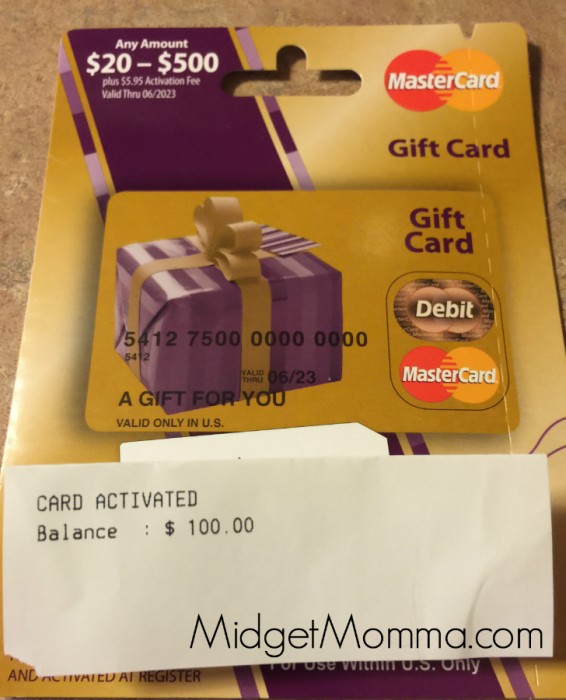 Any Amount
$20 – $500
plus $5.95 Activation Fee
Valid Thru 06/2023
MasterCard
Gift Card
Gift
Card
Debit
5412 7500 0000 0000
5412
VALID
THRU 06/23
MasterCard
A GIFT FOR YOU
VALID ONLY IN U.S.
CARD ACTIVATED
Balance : $ 100.00
MidgetMomma.com
AND ACTIVATED AT REGISTER
For Use Within U.S. Only